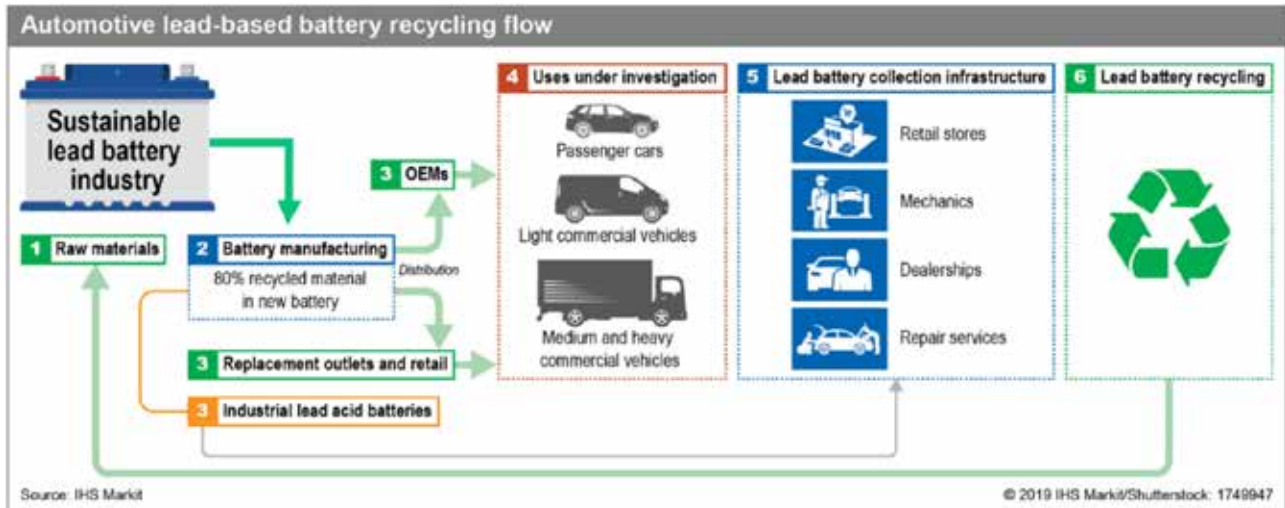 Automotive lead-based battery recycling flow
Sustainable
lead battery
industry
1 Raw materials
2 Battery manufacturing
80% recycled material
in new battery
Distribution
3 OEMs
3 Replacement outlets and retail
3 Industrial lead acid batteries
4 Uses under investigation
Passenger cars
Light commercial vehicles
Medium and heavy
commercial vehicles
5 Lead battery collection infrastructure
Retail stores
Mechanics
Dealerships
Repair services
6 Lead battery recycling
Source: IHS Markit
© 2019 IHS Markit/Shutterstock: 1749947